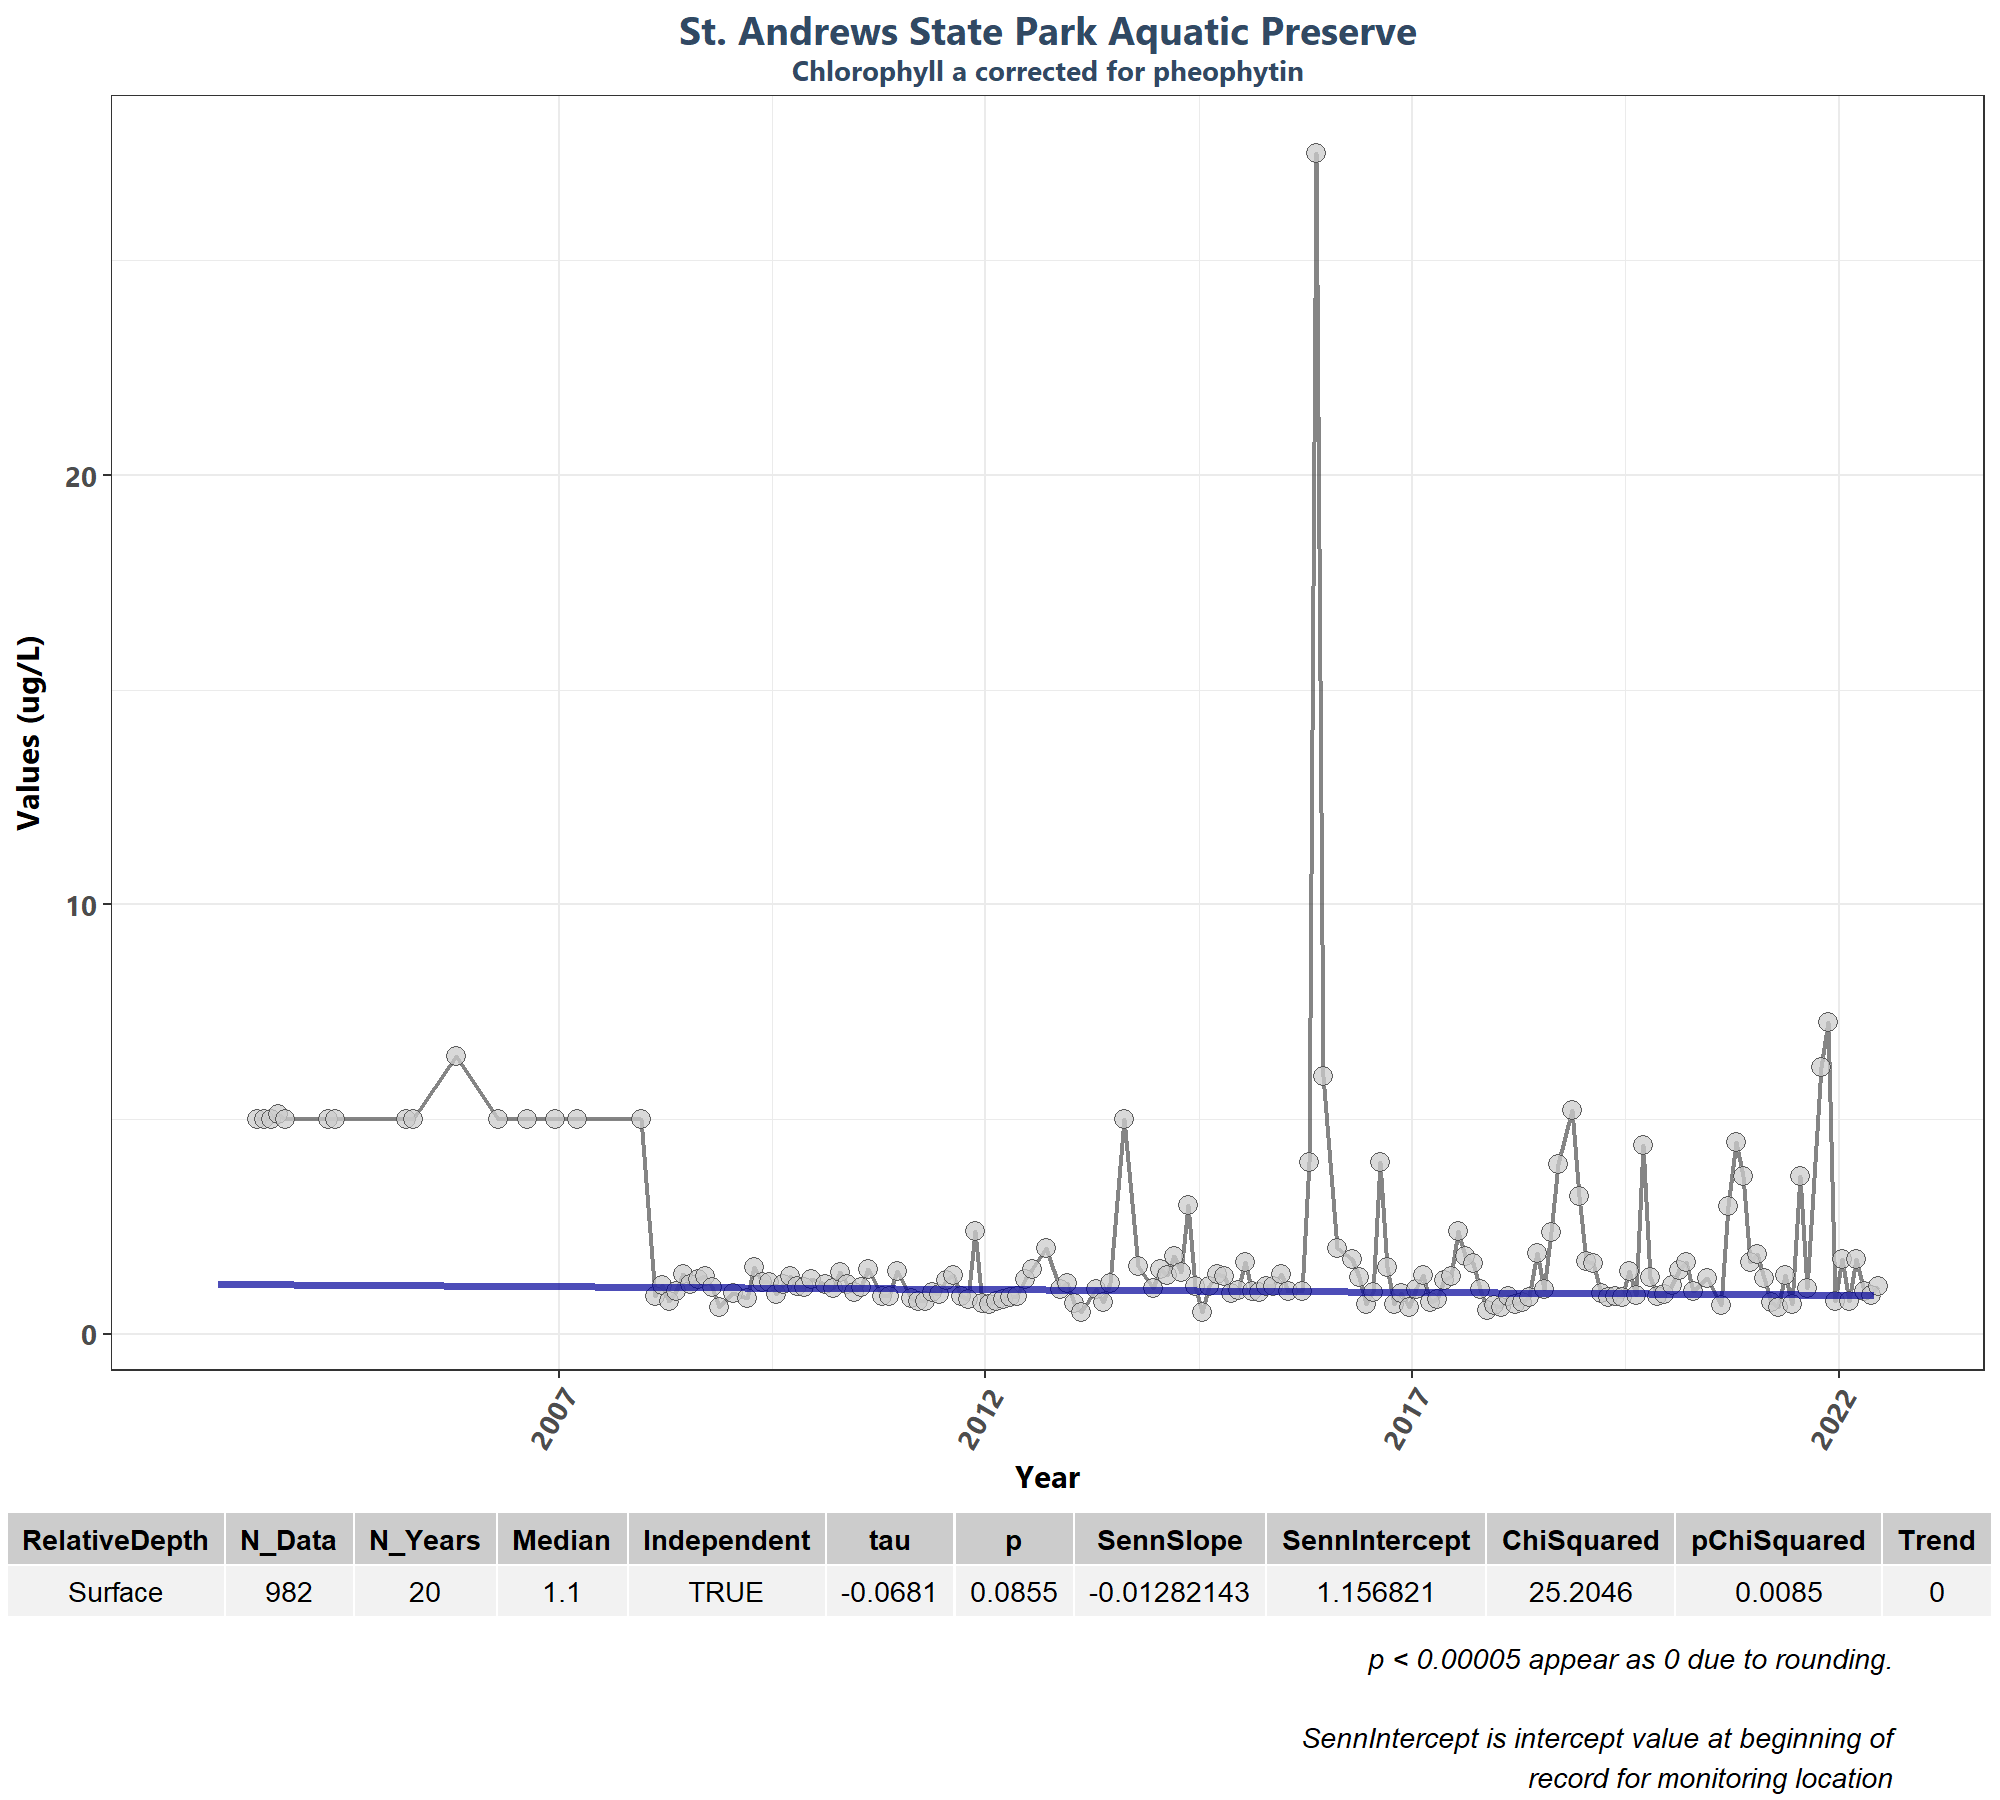 St. Andrews State Park Aquatic Preserve
Chlorophyll a corrected for pheophytin
Values (ug/L)
20
10
0
2007 2012 2017 2022
Year
RelativeDepth N_Data N_Years Median Independent tau p SennSlope SennIntercept ChiSquared pChiSquared Trend
Surface 982 20 1.1 TRUE -0.0681 0.0855 -0.01282143 1.156821 25.2046 0.0085 0
p < 0.00005 appear as 0 due to rounding.
SennIntercept is intercept value at beginning of
record for monitoring location